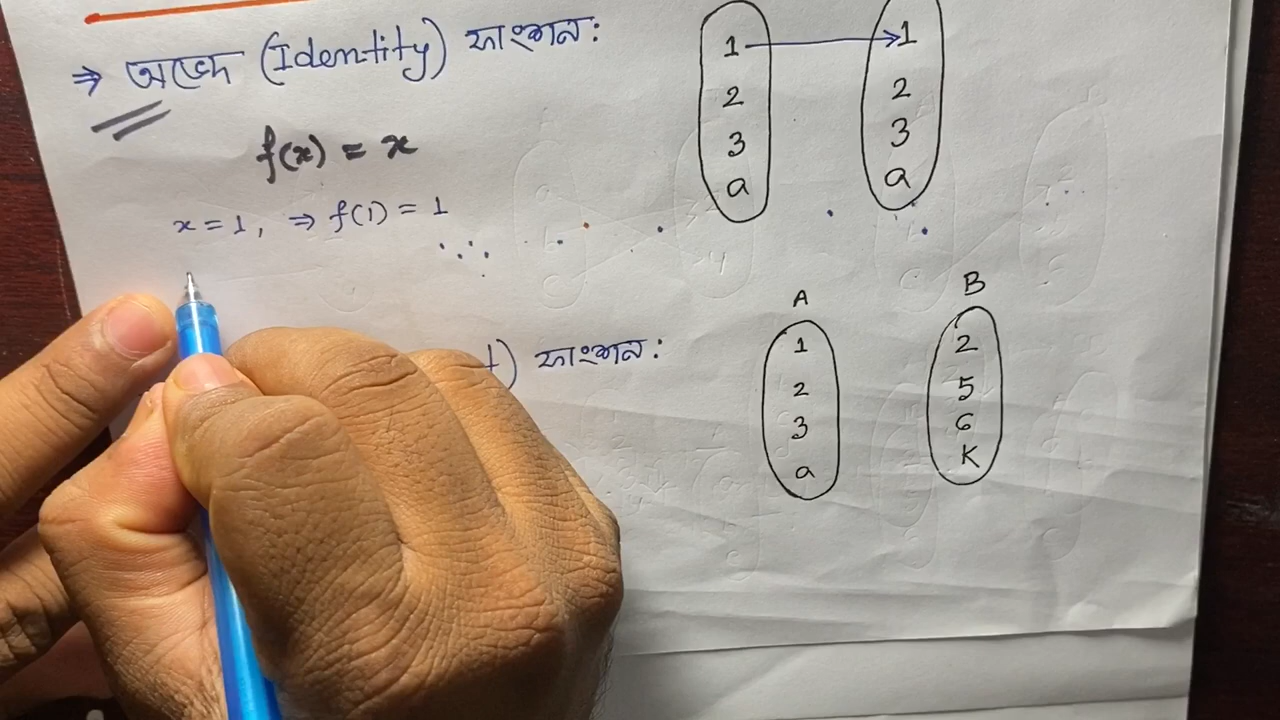 ⇒ অভেদ (Identity) ফাংশন:
f(x) = x
x = 1, ⇒ f(1) = 1
1 → 1
2 2
3 3
a a
t) ফাংশন:
A B
1 2
2 5
3 6
a K